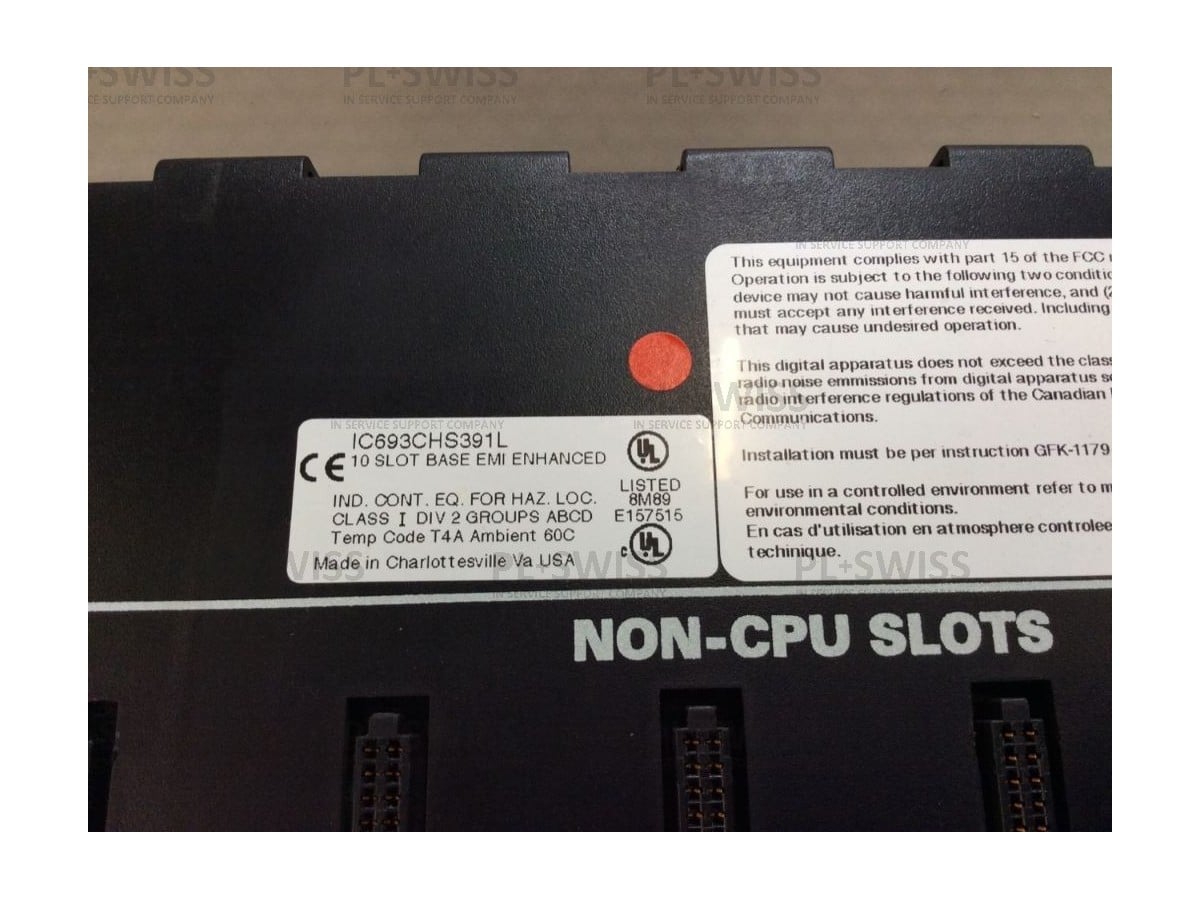 PL+SWISS PL+SWISS PL+SWISS
IN SERVICE SUPPORT COMPANY IN SERVICE SUPPORT COMPANY
IN SERVICE SUPPORT COMPANY
This equipment complies with part 15 of the FCC
Operation is subject to the following two
device may not cause harmful interference, and
must accept any interference received. Including
that may cause undesired operation.
This digital apparatus does not exceed the
radio noise emmissions from digital apparatus
radio interference regulations of the Canadian
Communications.
Installation must be per instruction GFK-1179
For use in a controlled environment refer to
environmental conditions.
En cas d'utilisation en atmosphere controlee
techinique.
IN SERVICE SUPPORT COMPANY
IC693CHS391L
CE 10 SLOT BASE EMI ENHANCED
UL
LISTED
8M89
E157515
c UL
IND. CONT. EQ. FOR HAZ. LOC.
CLASS I DIV 2 GROUPS ABCD
Temp Code T4A Ambient 60C
Made in Charlottesville Va USA
PL+SWISS
IN SERVICE SUPPORT COMPANY
NON-CPU SLOTS